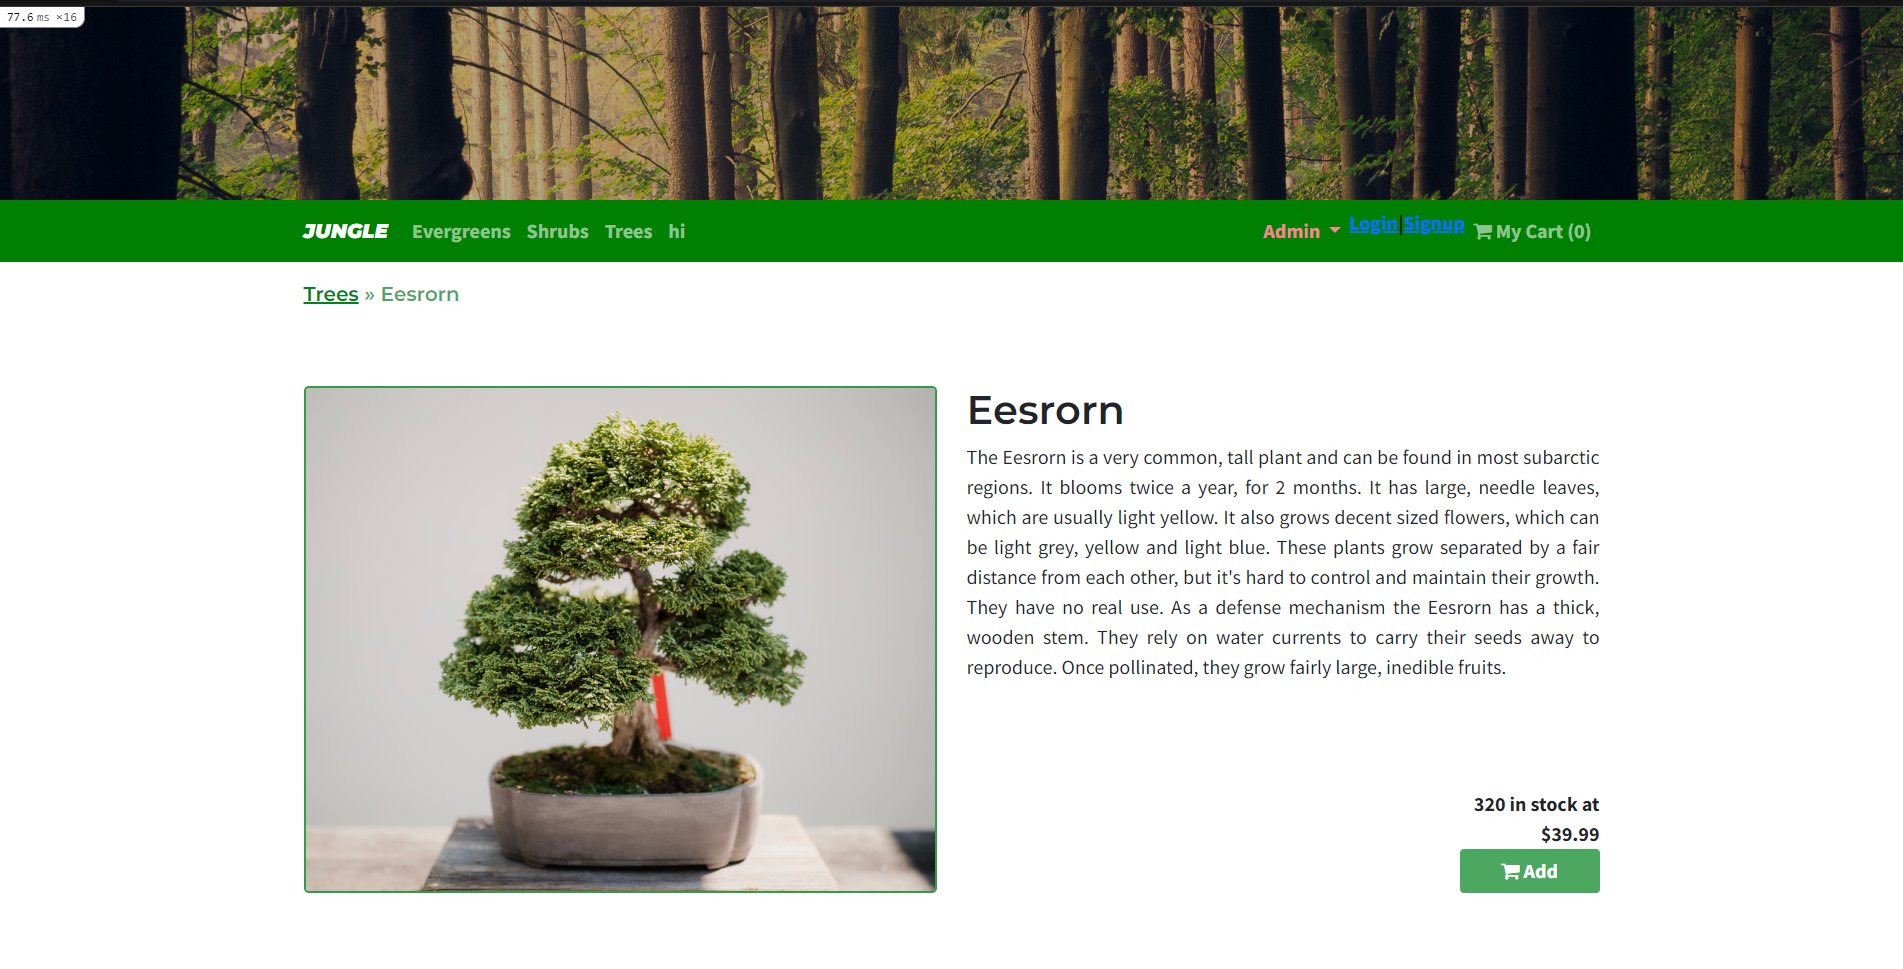 77.6 ms ×16
JUNGLE Evergreens Shrubs Trees hi Admin Login|Signup My Cart (0)
Trees » Eesrorn
Eesrorn
The Eesrorn is a very common, tall plant and can be found in most subarctic
regions. It blooms twice a year, for 2 months. It has large, needle leaves,
which are usually light yellow. It also grows decent sized flowers, which can
be light grey, yellow and light blue. These plants grow separated by a fair
distance from each other, but it's hard to control and maintain their growth.
They have no real use. As a defense mechanism the Eesrorn has a thick,
wooden stem. They rely on water currents to carry their seeds away to
reproduce. Once pollinated, they grow fairly large, inedible fruits.
320 in stock at
$39.99
Add